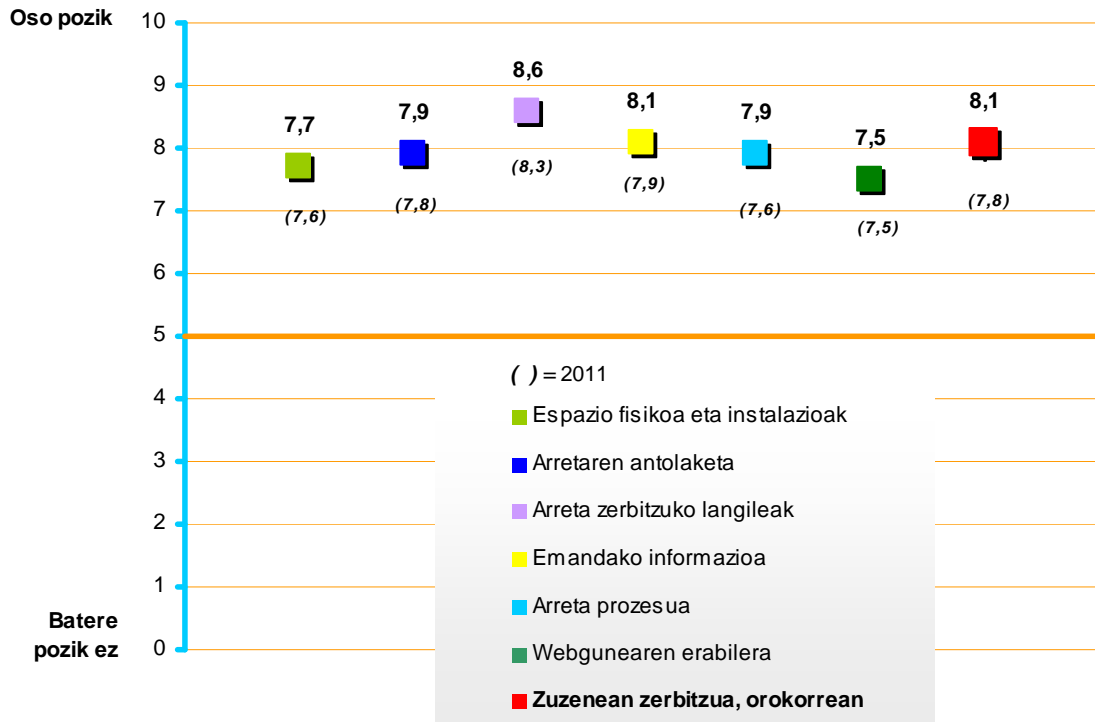 Oso pozik
10
9
8
7
6
5
4
3
2
1
0
Batere
pozik ez
7,7
7,9
8,6
8,1
7,9
7,5
8,1
(7,6)
(7,8)
(8,3)
(7,9)
(7,6)
(7,5)
(7,8)
( ) = 2011
Espazio fisikoa eta instalazioak
Arretaren antolaketa
Arreta zerbitzuko langileak
Emandako informazioa
Arreta prozesua
Webgunearen erabilera
Zuzenean zerbitzua, orokorrean